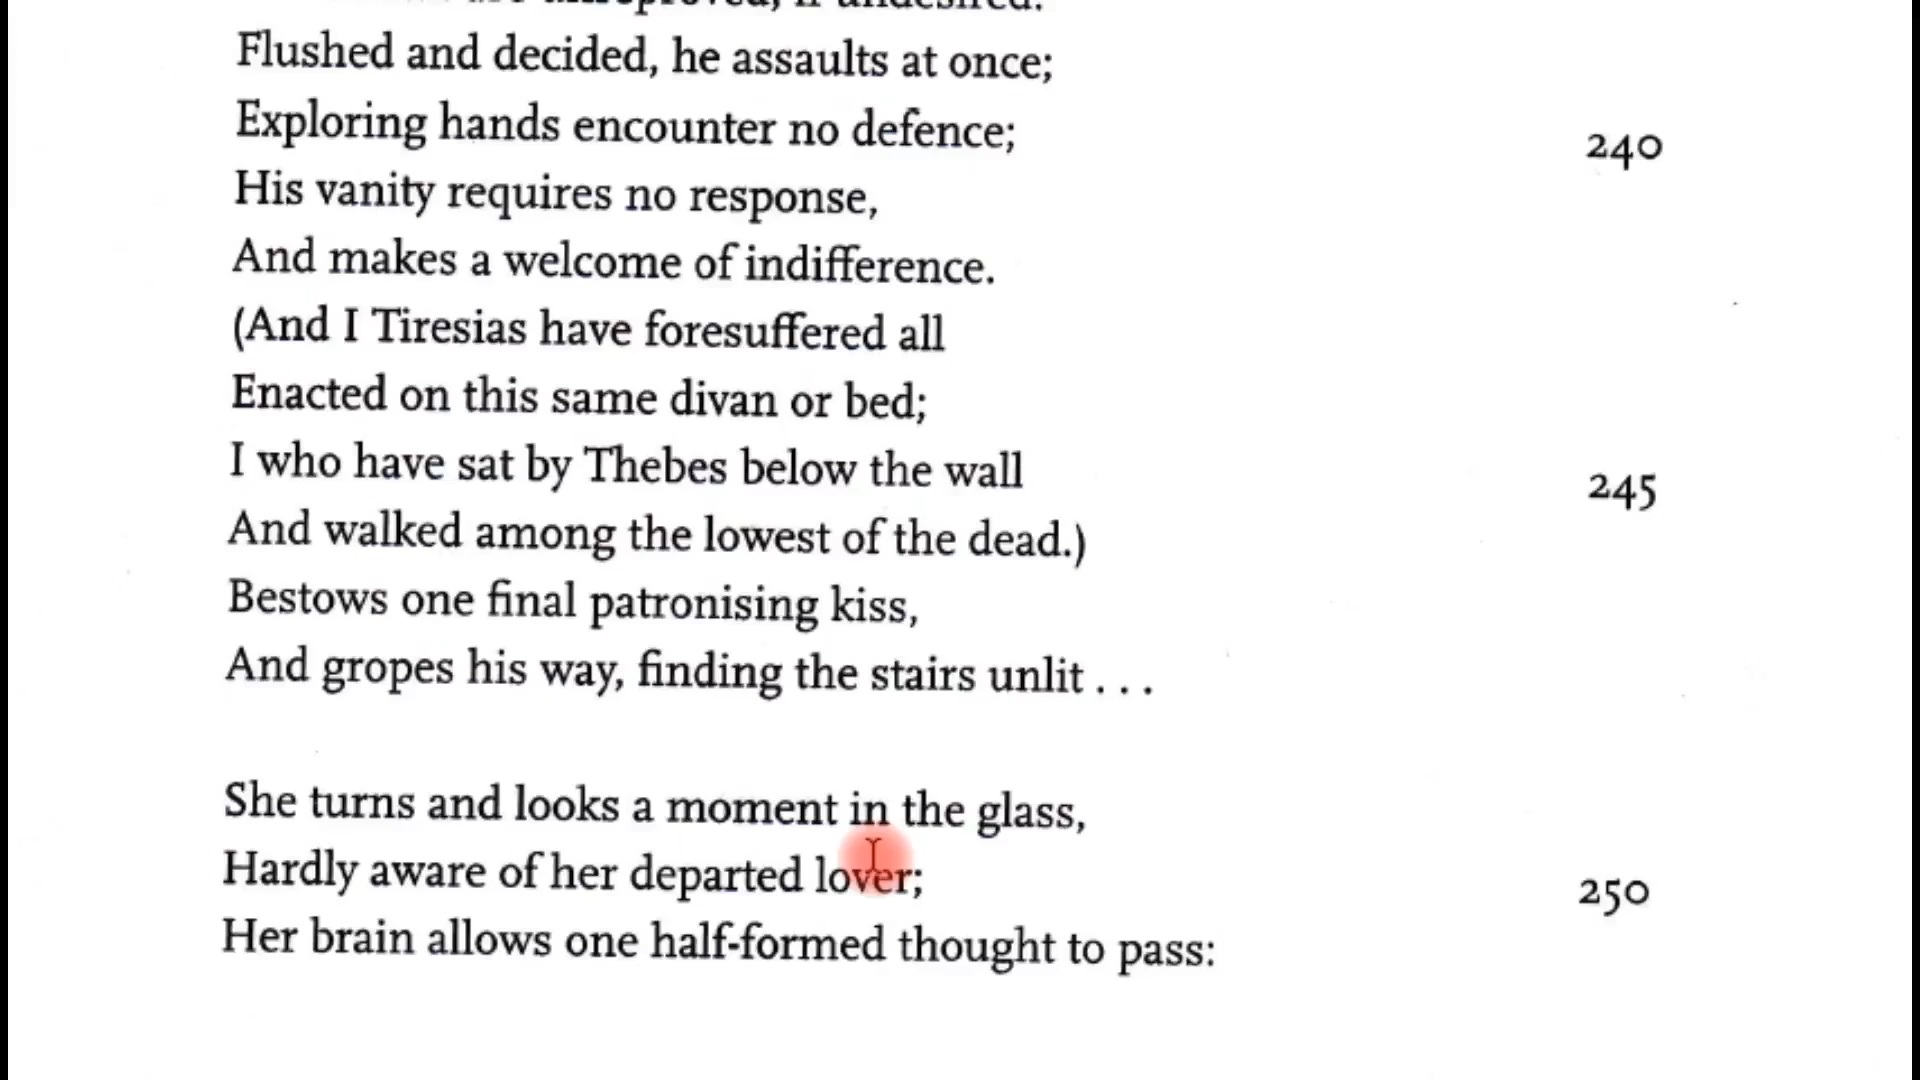 unreproved, if undesired.
Flushed and decided, he assaults at once;
Exploring hands encounter no defence; 240
His vanity requires no response,
And makes a welcome of indifference.
(And I Tiresias have foresuffered all
Enacted on this same divan or bed;
I who have sat by Thebes below the wall 245
And walked among the lowest of the dead.)
Bestows one final patronising kiss,
And gropes his way, finding the stairs unlit . . .
She turns and looks a moment in the glass,
Hardly aware of her departed lover; 250
Her brain allows one half-formed thought to pass: